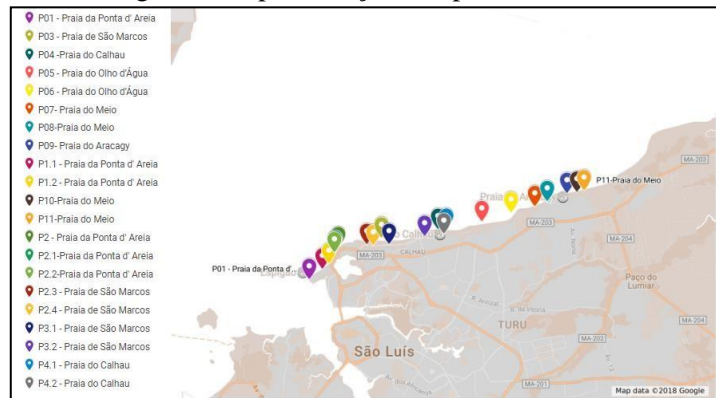 P01 - Praia da Ponta d' Areia
P03 - Praia de São Marcos
P04 -Praia do Calhau
P05 - Praia do Olho d'Água
P06 - Praia do Olho d'Água
P07- Praia do Meio
P08-Praia do Meio
P09 - Praia do Aracagy
P1.1 - Praia da Ponta d' Areia
P1.2 - Praia da Ponta d' Areia
P10-Praia do Meio
P11-Praia do Meio
P2 - Praia da Ponta d' Areia
P2.1-Praia da Ponta d' Areia
P2.2-Praia da Ponta d' Areia
P2.3 - Praia de São Marcos
P2.4 - Praia de São Marcos
P3.1 - Praia de São Marcos
P3.2 - Praia de São Marcos
P4.1 - Praia do Calhau
P4.2 - Praia do Calhau
MA-203
P11-Praia do Meio
Praia
MA-203
MA-204
CALHAU
MA-203
P01 - Praia da Ponta d'...
Paço do
Lumiar
TURU
MA-204
MA-203
São Luís
MA-201
Map data ©2018 Google